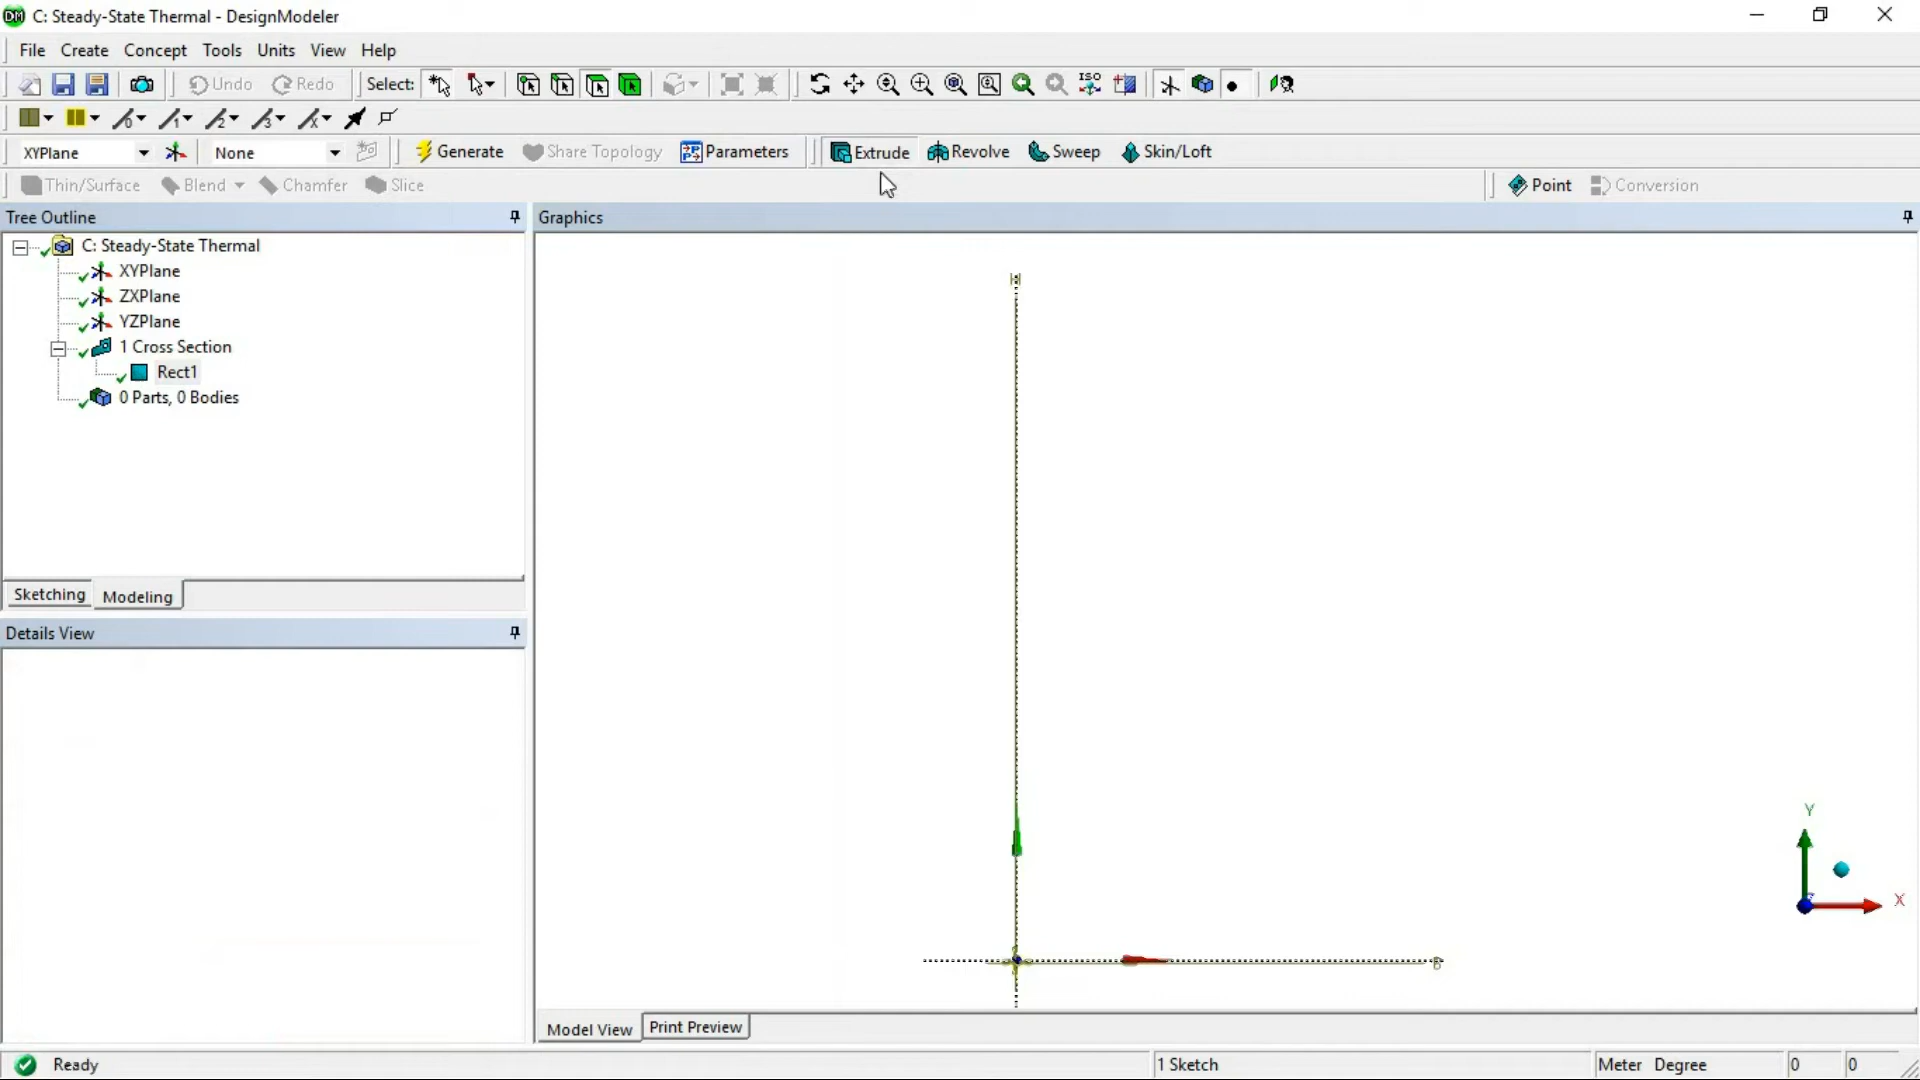 C: Steady-State Thermal - DesignModeler
File Create Concept Tools Units View Help
Undo Redo Select: ISO
XYPlane None Generate Share Topology Parameters Extrude Revolve Sweep Skin/Loft
Thin/Surface Blend Chamfer Slice Point Conversion
Tree Outline
C: Steady-State Thermal
XYPlane
ZXPlane
YZPlane
1 Cross Section
Rect1
0 Parts, 0 Bodies
Sketching Modeling
Details View
Graphics
H
B
Y
X
Model View Print Preview
Ready 1 Sketch Meter Degree 0 0